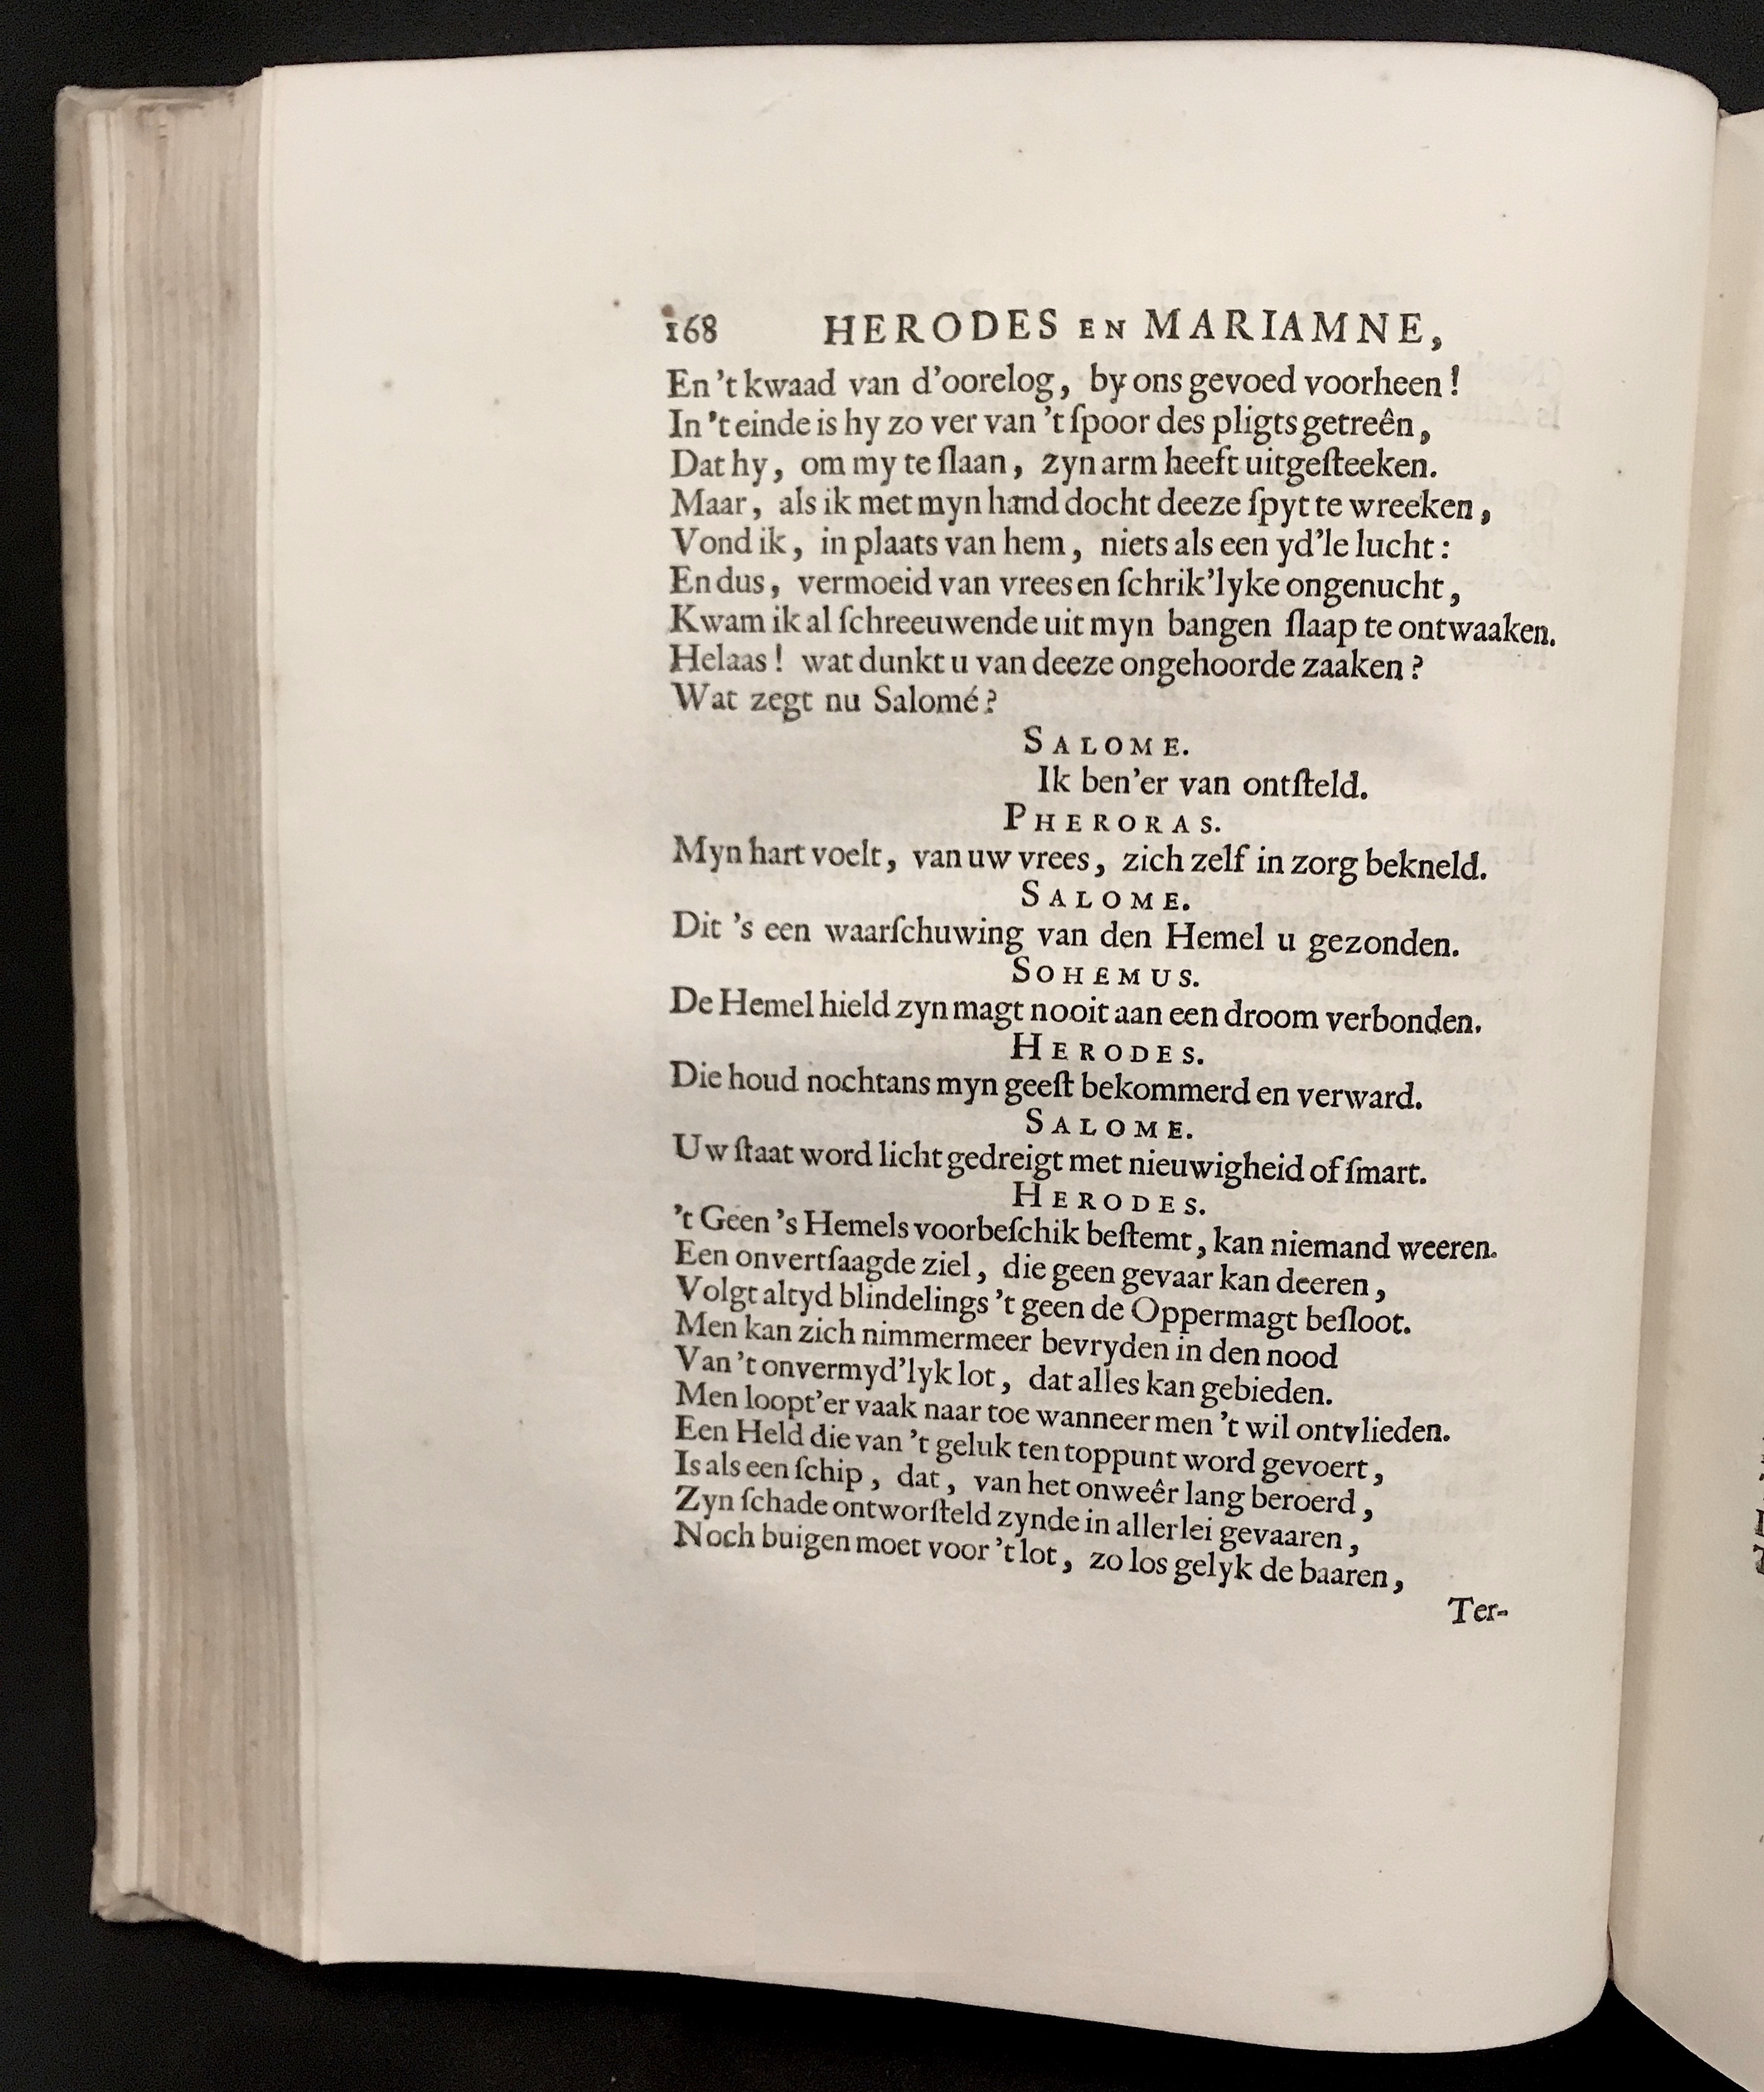 168 HERODES EN MARIAMNE,
En 't kwaad van d'oorelog, by ons gevoed voorheen!
In 't einde is hy zo ver van 't ſpoor des pligts getreên,
Dat hy, om my te ſlaan, zyn arm heeft uitgeſteeken.
Maar, als ik met myn hand docht deeze ſpyt te wreeken,
Vond ik, in plaats van hem, niets als een yd'le lucht:
En dus, vermoeid van vrees en ſchrik'lyke ongenucht,
Kwam ik al ſchreeuwende uit myn bangen ſlaap te ontwaaken.
Helaas! wat dunkt u van deeze ongehoorde zaaken?
Wat zegt nu Salomé?
SALOME.
Ik ben'er van ontſteld.
PHERORAS.
Myn hart voelt, van uw vrees, zich zelf in zorg bekneld.
SALOME.
Dit 's een waarſchuwing van den Hemel u gezonden.
SOHEMUS.
De Hemel hield zyn magt nooit aan een droom verbonden.
HERODES.
Die houd nochtans myn geeſt bekommerd en verward.
SALOME.
Uw ſtaat word licht gedreigt met nieuwigheid of ſmart.
HERODES.
't Geen 's Hemels voorbeſchik beſtemt, kan niemand weeren.
Een onvertſaagde ziel, die geen gevaar kan deeren,
Volgt altyd blindelings 't geen de Oppermagt beſloot.
Men kan zich nimmermeer bevryden in den nood
Van 't onvermyd'lyk lot, dat alles kan gebieden.
Men loopt'er vaak naar toe wanneer men 't wil ontvlieden.
Een Held die van 't geluk ten toppunt word gevoert,
Is als een ſchip, dat, van het onweêr lang beroerd,
Zyn ſchade ontworſteld zynde in allerlei gevaaren,
Noch buigen moet voor 't lot, zo los gelyk de baaren,
Ter-